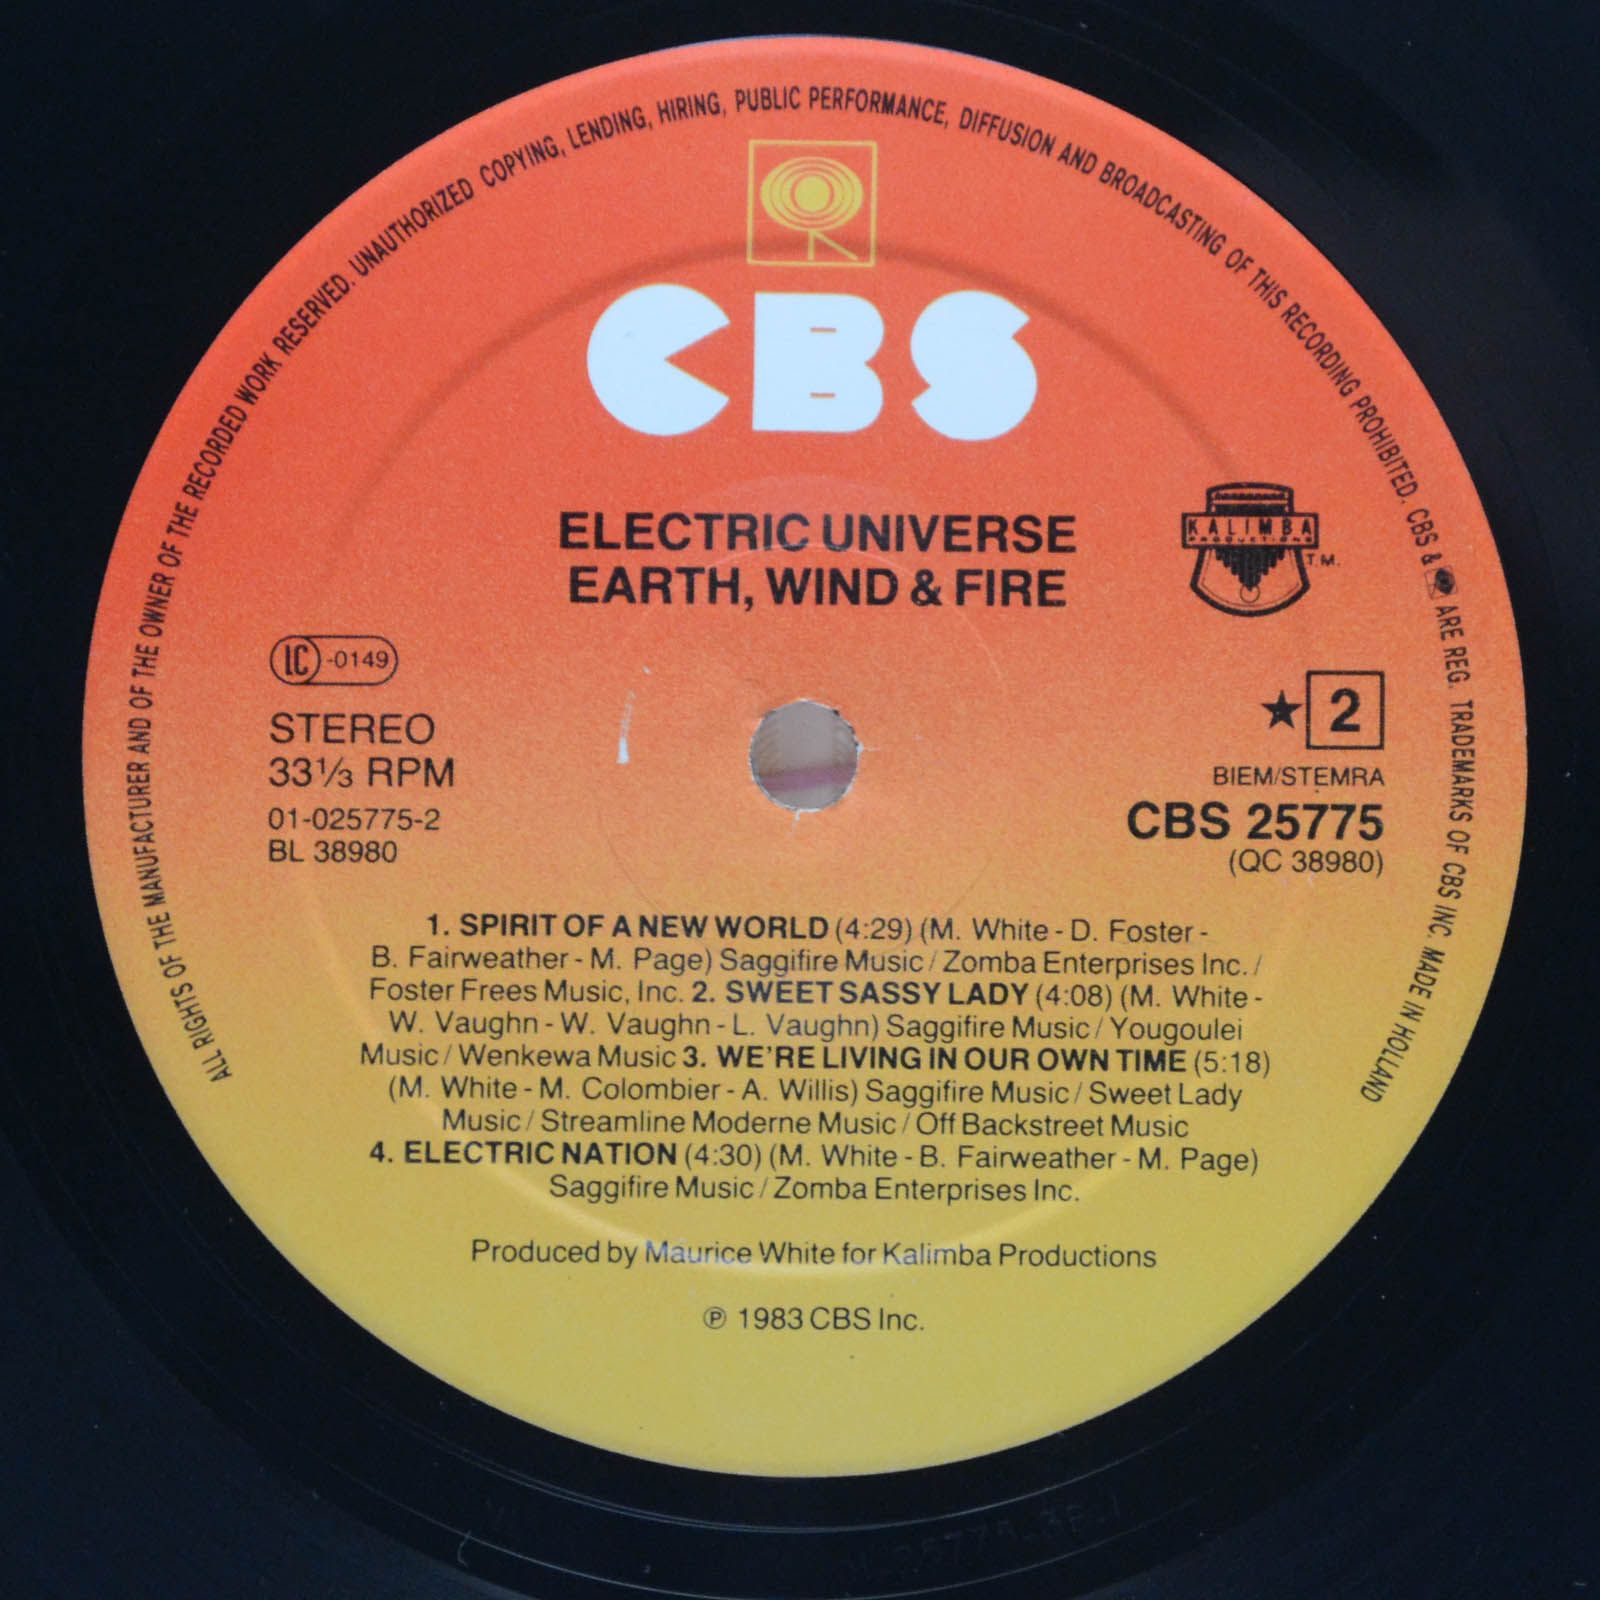 ALL RIGHTS OF THE MANUFACTURER AND OF THE OWNER OF THE RECORDED WORK RESERVED. UNAUTHORIZED COPYING, LENDING, HIRING, PUBLIC PERFORMANCE, DIFFUSION AND BROADCASTING OF THIS RECORDING PROHIBITED. CBS & ARE REG. TRADEMARKS OF CBS INC. MADE IN HOLLAND
CBS
ELECTRIC UNIVERSE
EARTH, WIND & FIRE
KALIMBA
PRODUCTIONS
T.M.
LC -0149
STEREO
33⅓ RPM
01-025775-2
BL 38980
★ 2
BIEM/STEMRA
CBS 25775
(QC 38980)
1. SPIRIT OF A NEW WORLD (4:29) (M. White - D. Foster -
B. Fairweather - M. Page) Saggifire Music / Zomba Enterprises Inc. /
Foster Frees Music, Inc. 2. SWEET SASSY LADY (4:08) (M. White -
W. Vaughn - W. Vaughn - L. Vaughn) Saggifire Music / Yougoulei
Music / Wenkewa Music 3. WE'RE LIVING IN OUR OWN TIME (5:18)
(M. White - M. Colombier - A. Willis) Saggifire Music / Sweet Lady
Music / Streamline Moderne Music / Off Backstreet Music
4. ELECTRIC NATION (4:30) (M. White - B. Fairweather - M. Page)
Saggifire Music / Zomba Enterprises Inc.
Produced by Maurice White for Kalimba Productions
℗ 1983 CBS Inc.